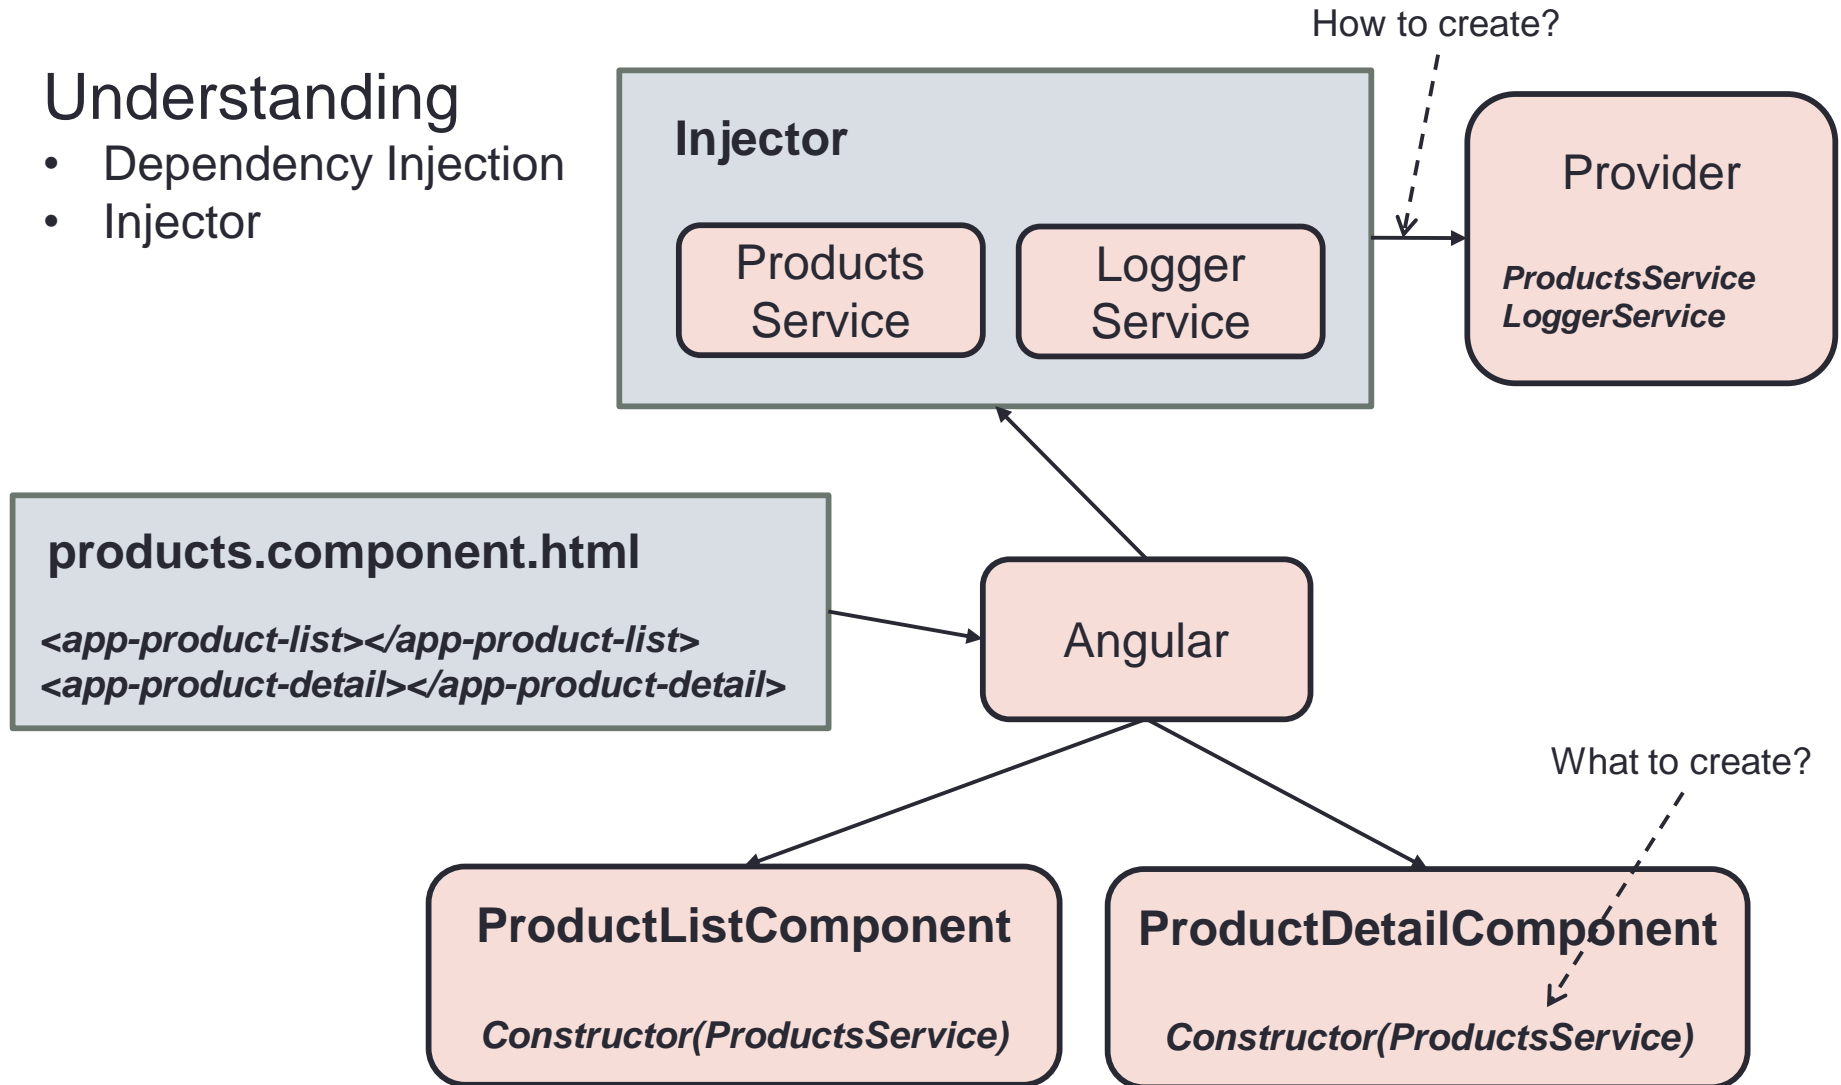 How to create?
Understanding
• Dependency Injection
• Injector
Injector
Products
Service
Logger
Service
Provider
ProductsService
LoggerService
products.component.html
<app-product-list></app-product-list>
<app-product-detail></app-product-detail>
Angular
What to create?
ProductListComponent
Constructor(ProductsService)
ProductDetailComponent
Constructor(ProductsService)